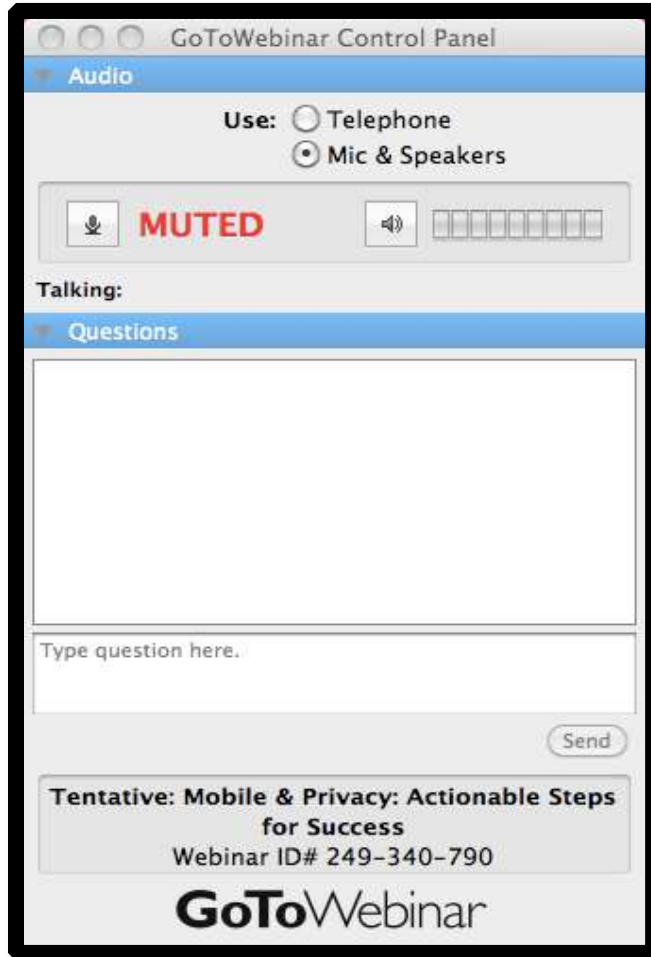 GoToWebinar Control Panel
Audio
Use: Telephone
Mic & Speakers
MUTED
Talking:
Questions
Type question here.
Send
Tentative: Mobile & Privacy: Actionable Steps
for Success
Webinar ID# 249-340-790
GoToWebinar